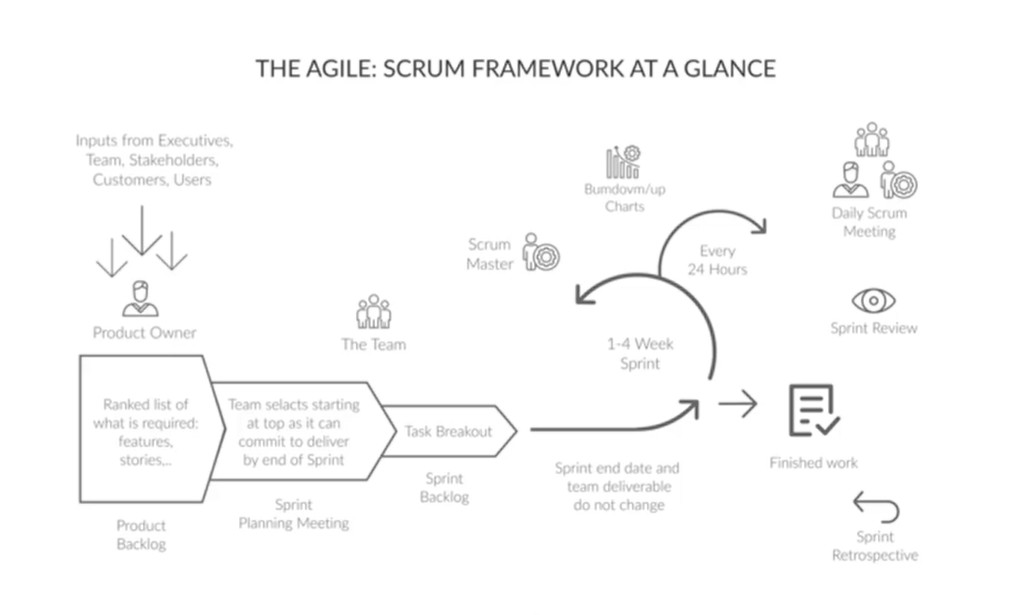 THE AGILE: SCRUM FRAMEWORK AT A GLANCE
Inputs from Executives,
Team, Stakeholders,
Customers, Users
Product Owner
Ranked list of
what is required:
features,
stories,..
Product
Backlog
The Team
Team selacts starting
at top as it can
commit to deliver
by end of Sprint
Sprint
Planning Meeting
Task Breakout
Sprint
Backlog
Scrum
Master
Bumdovm/up
Charts
Every
24 Hours
1-4 Week
Sprint
Sprint end date and
team deliverable
do not change
Daily Scrum
Meeting
Sprint Review
Finished work
Sprint
Retrospective